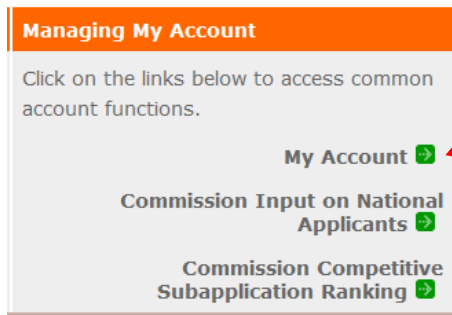 Managing My Account
Click on the links below to access common
account functions.
My Account
Commission Input on National
Applicants
Commission Competitive
Subapplication Ranking